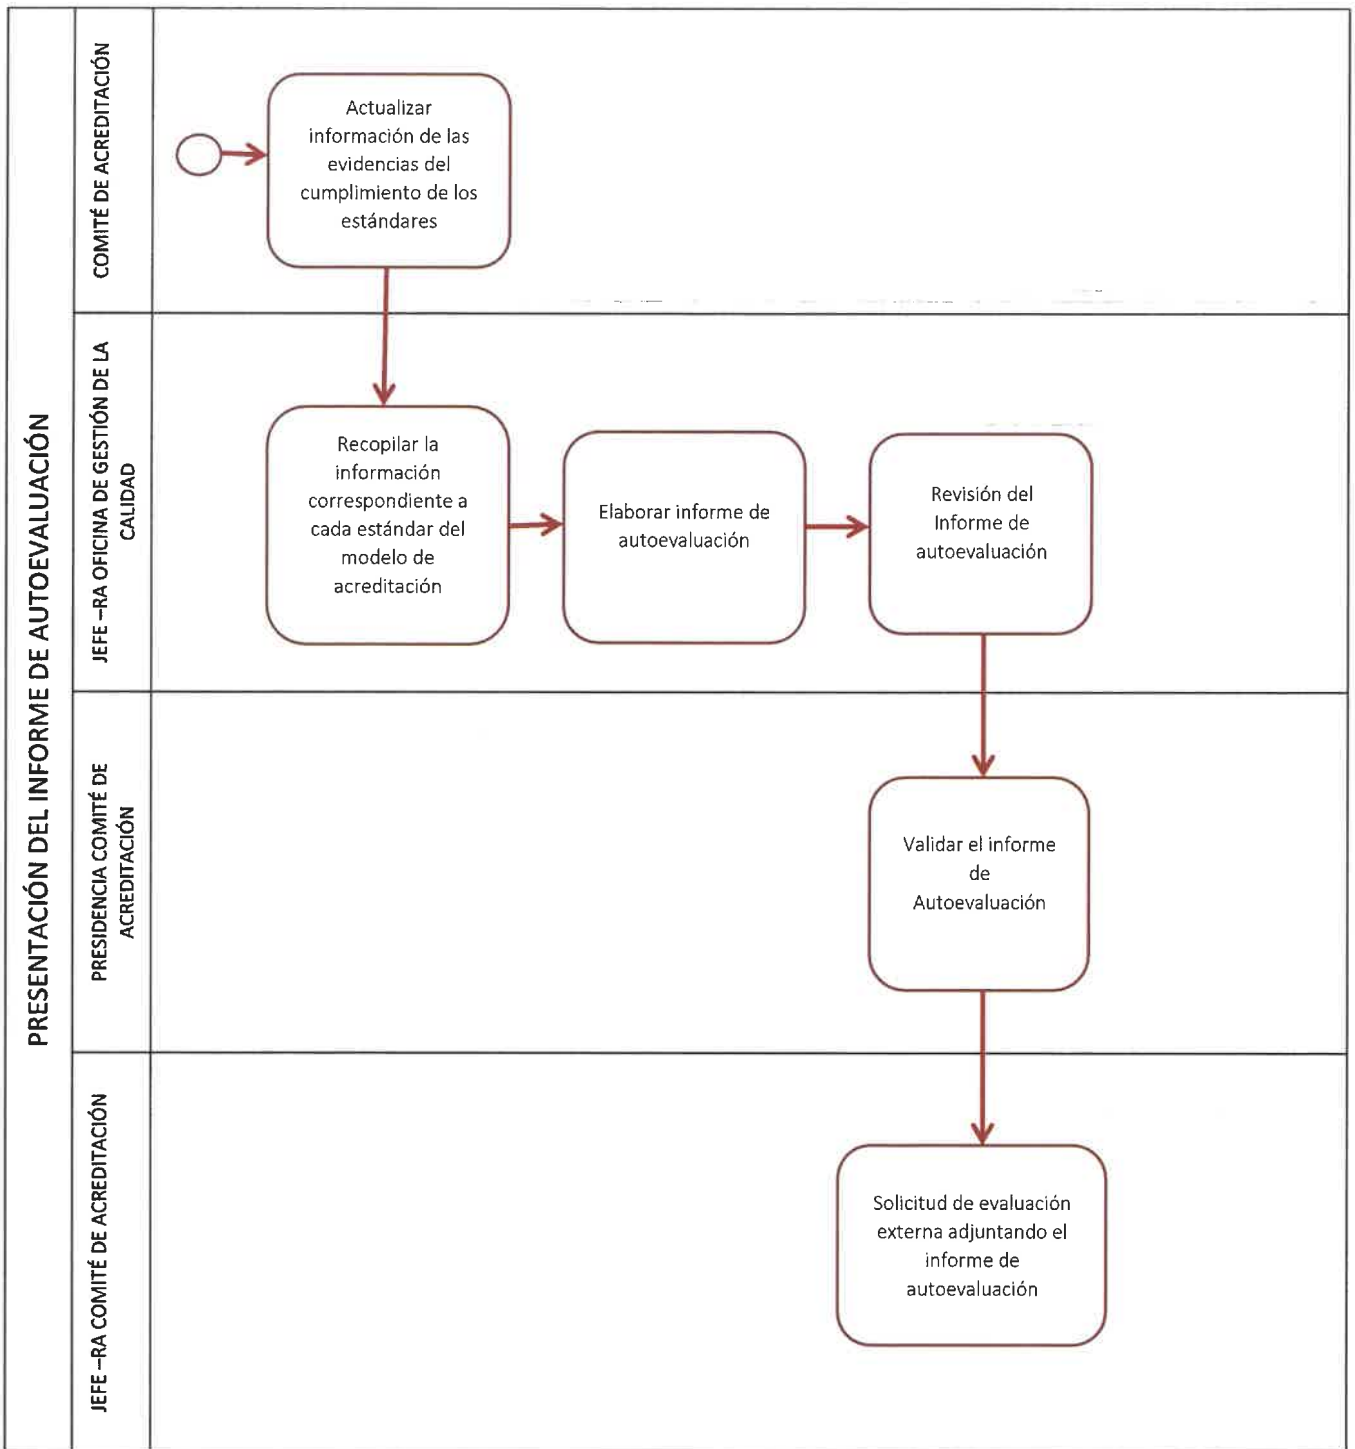 PRESENTACIÓN DEL INFORME DE AUTOEVALUACIÓN
COMITÉ DE ACREDITACIÓN
Actualizar
información de las
evidencias del
cumplimiento de los
estándares
JEFE –RA OFICINA DE GESTIÓN DE LA
CALIDAD
Recopilar la
información
correspondiente a
cada estándar del
modelo de
acreditación
Elaborar informe de
autoevaluación
Revisión del
Informe de
autoevaluación
PRESIDENCIA COMITÉ DE
ACREDITACIÓN
Validar el informe
de
Autoevaluación
JEFE –RA COMITÉ DE ACREDITACIÓN
Solicitud de evaluación
externa adjuntando el
informe de
autoevaluación